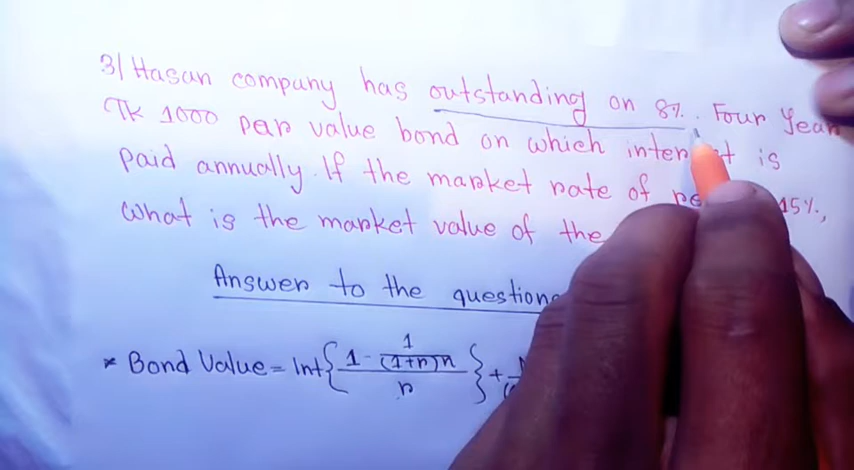 3/ Hasan company has outstanding on 8%. Four Year
TK 1000 par value bond on which is
paid annually. If the market rate of 15%,
what is the market value of the
Answer to the question
* Bond Value = Int { 1 - 1/(1+r)n / r } +